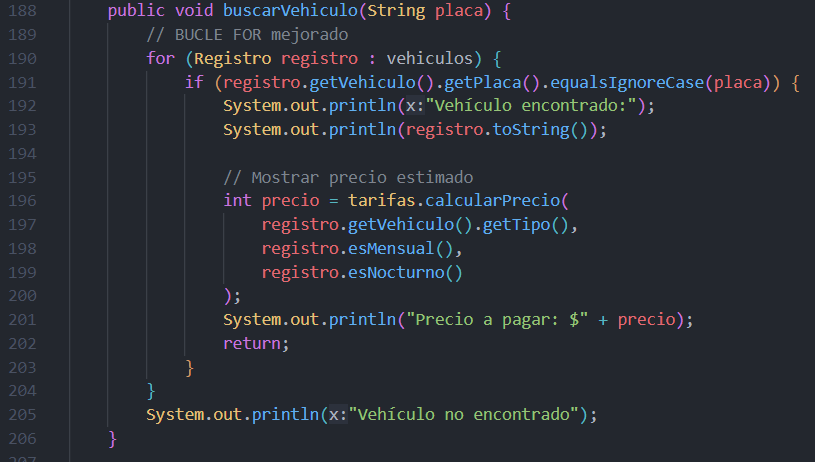 188 public void buscarVehiculo(String placa) {
189 // BUCLE FOR mejorado
190 for (Registro registro : vehiculos) {
191 if (registro.getVehiculo().getPlaca().equalsIgnoreCase(placa)) {
192 System.out.println(x:"Vehículo encontrado:");
193 System.out.println(registro.toString());
194
195 // Mostrar precio estimado
196 int precio = tarifas.calcularPrecio(
197 registro.getVehiculo().getTipo(),
198 registro.esMensual(),
199 registro.esNocturno()
200 );
201 System.out.println("Precio a pagar: $" + precio);
202 return;
203 }
204 }
205 System.out.println(x:"Vehículo no encontrado");
206 }
207